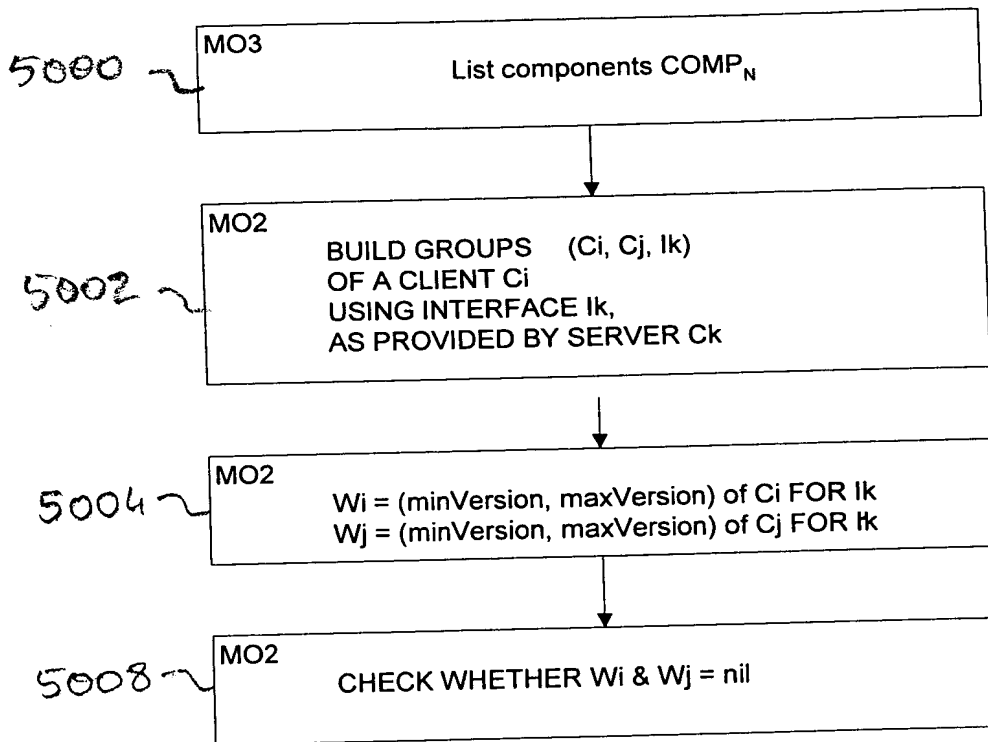 MO3
5000
List components COMP_N
MO2
BUILD GROUPS (Ci, Cj, Ik)
OF A CLIENT Ci
5002
USING INTERFACE Ik,
AS PROVIDED BY SERVER Ck
MO2
5004
Wi = (minVersion, maxVersion) of Ci FOR Ik
Wj = (minVersion, maxVersion) of Cj FOR Ik
MO2
5008
CHECK WHETHER Wi & Wj = nil